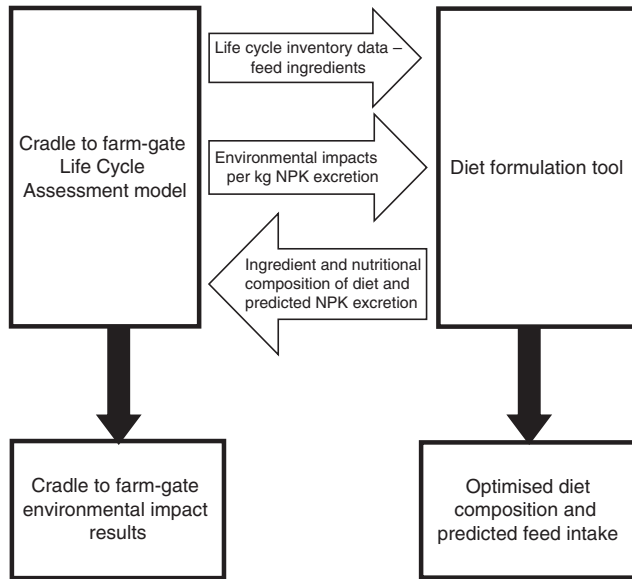 Life cycle inventory data –
feed ingredients
Cradle to farm-gate
Life Cycle
Assessment model
Environmental impacts
per kg NPK excretion
Diet formulation tool
Ingredient and nutritional
composition of diet and
predicted NPK excretion
Cradle to farm-gate
environmental impact
results
Optimised diet
composition and
predicted feed intake